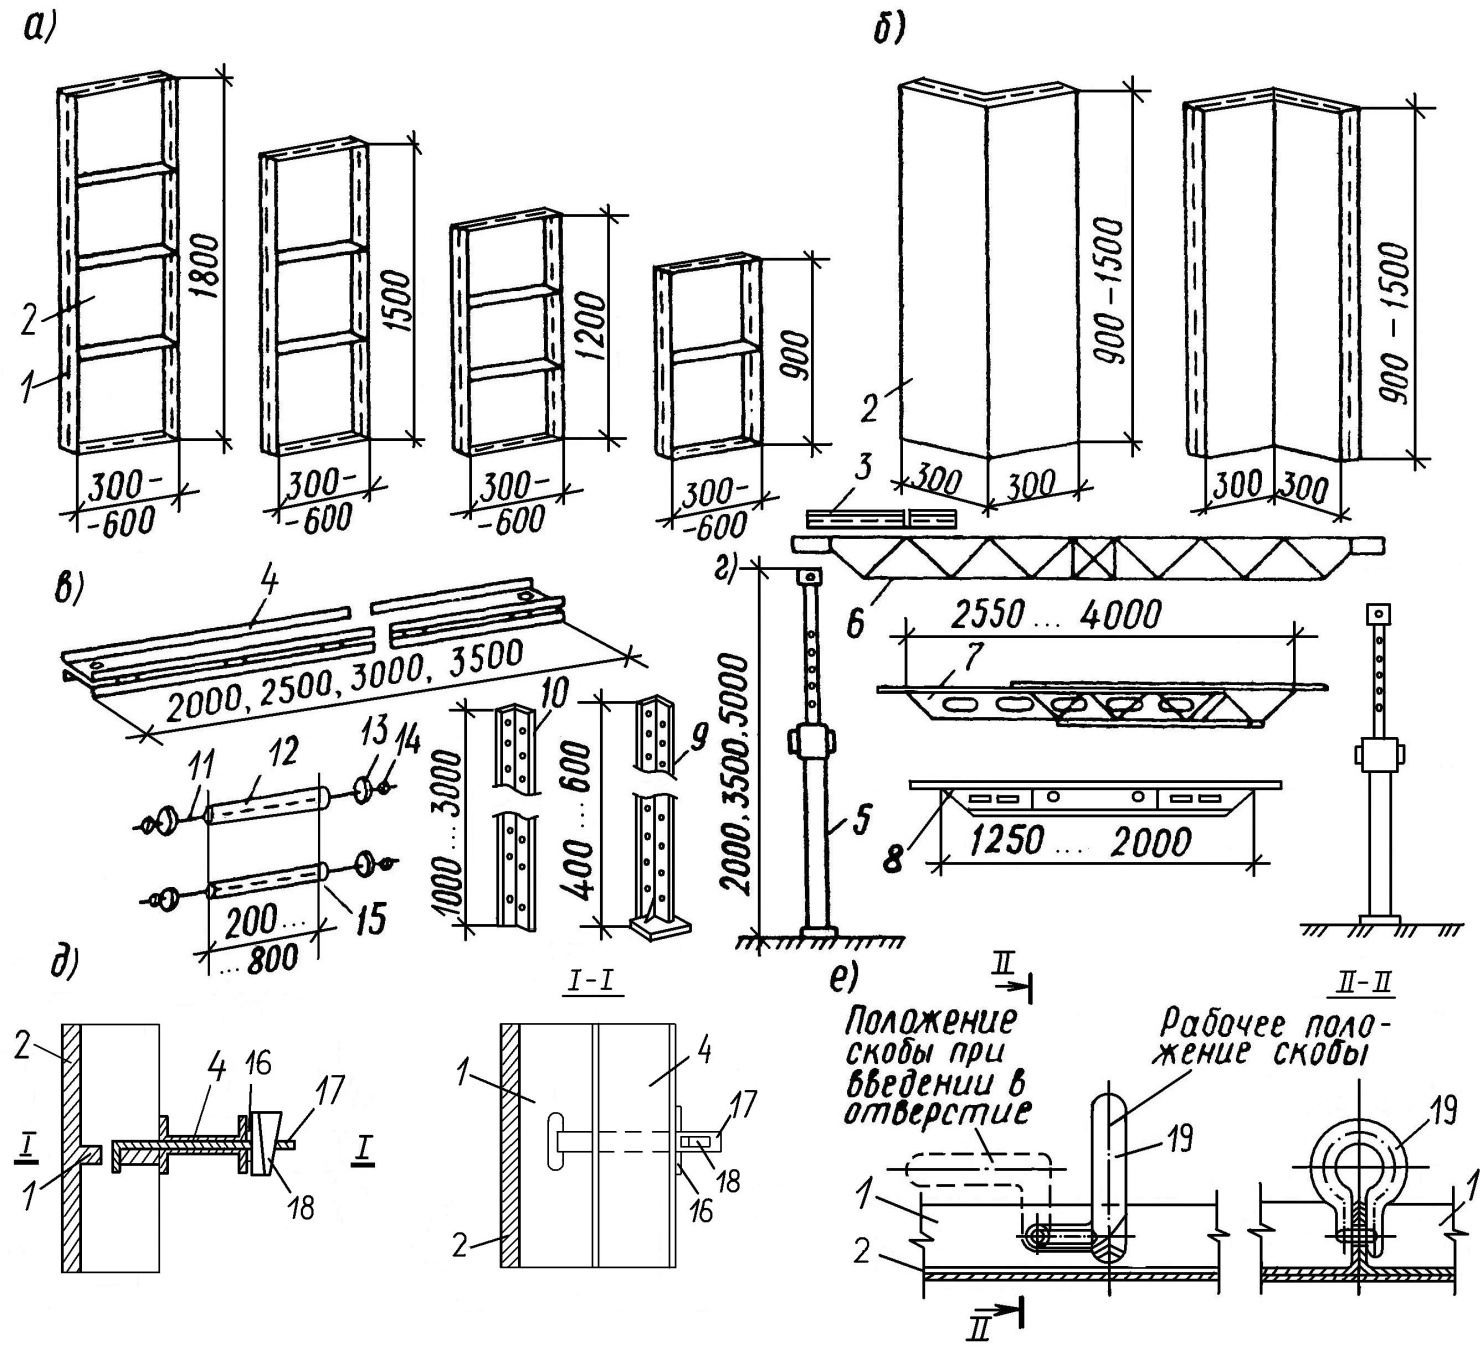 а)
1800
2
1
300-
-600
1500
300-
-600
1200
300-
-600
900
300-
-600
б)
900-1500
2
300
300
900-1500
300
300
в)
4
2000, 2500, 3000, 3500
11
12
13
14
15
200...
...800
10
1000...3000
9
400...600
г)
3
6
2550... 4000
7
2000, 3500, 5000
5
8
1250... 2000
д)
2
4
16
17
I
I
1
18
I-I
1
4
17
18
16
2
е)
II
Положение
скобы при
введении в
отверстие
Рабочее поло-
жение скобы
19
1
2
II
II-II
19
1